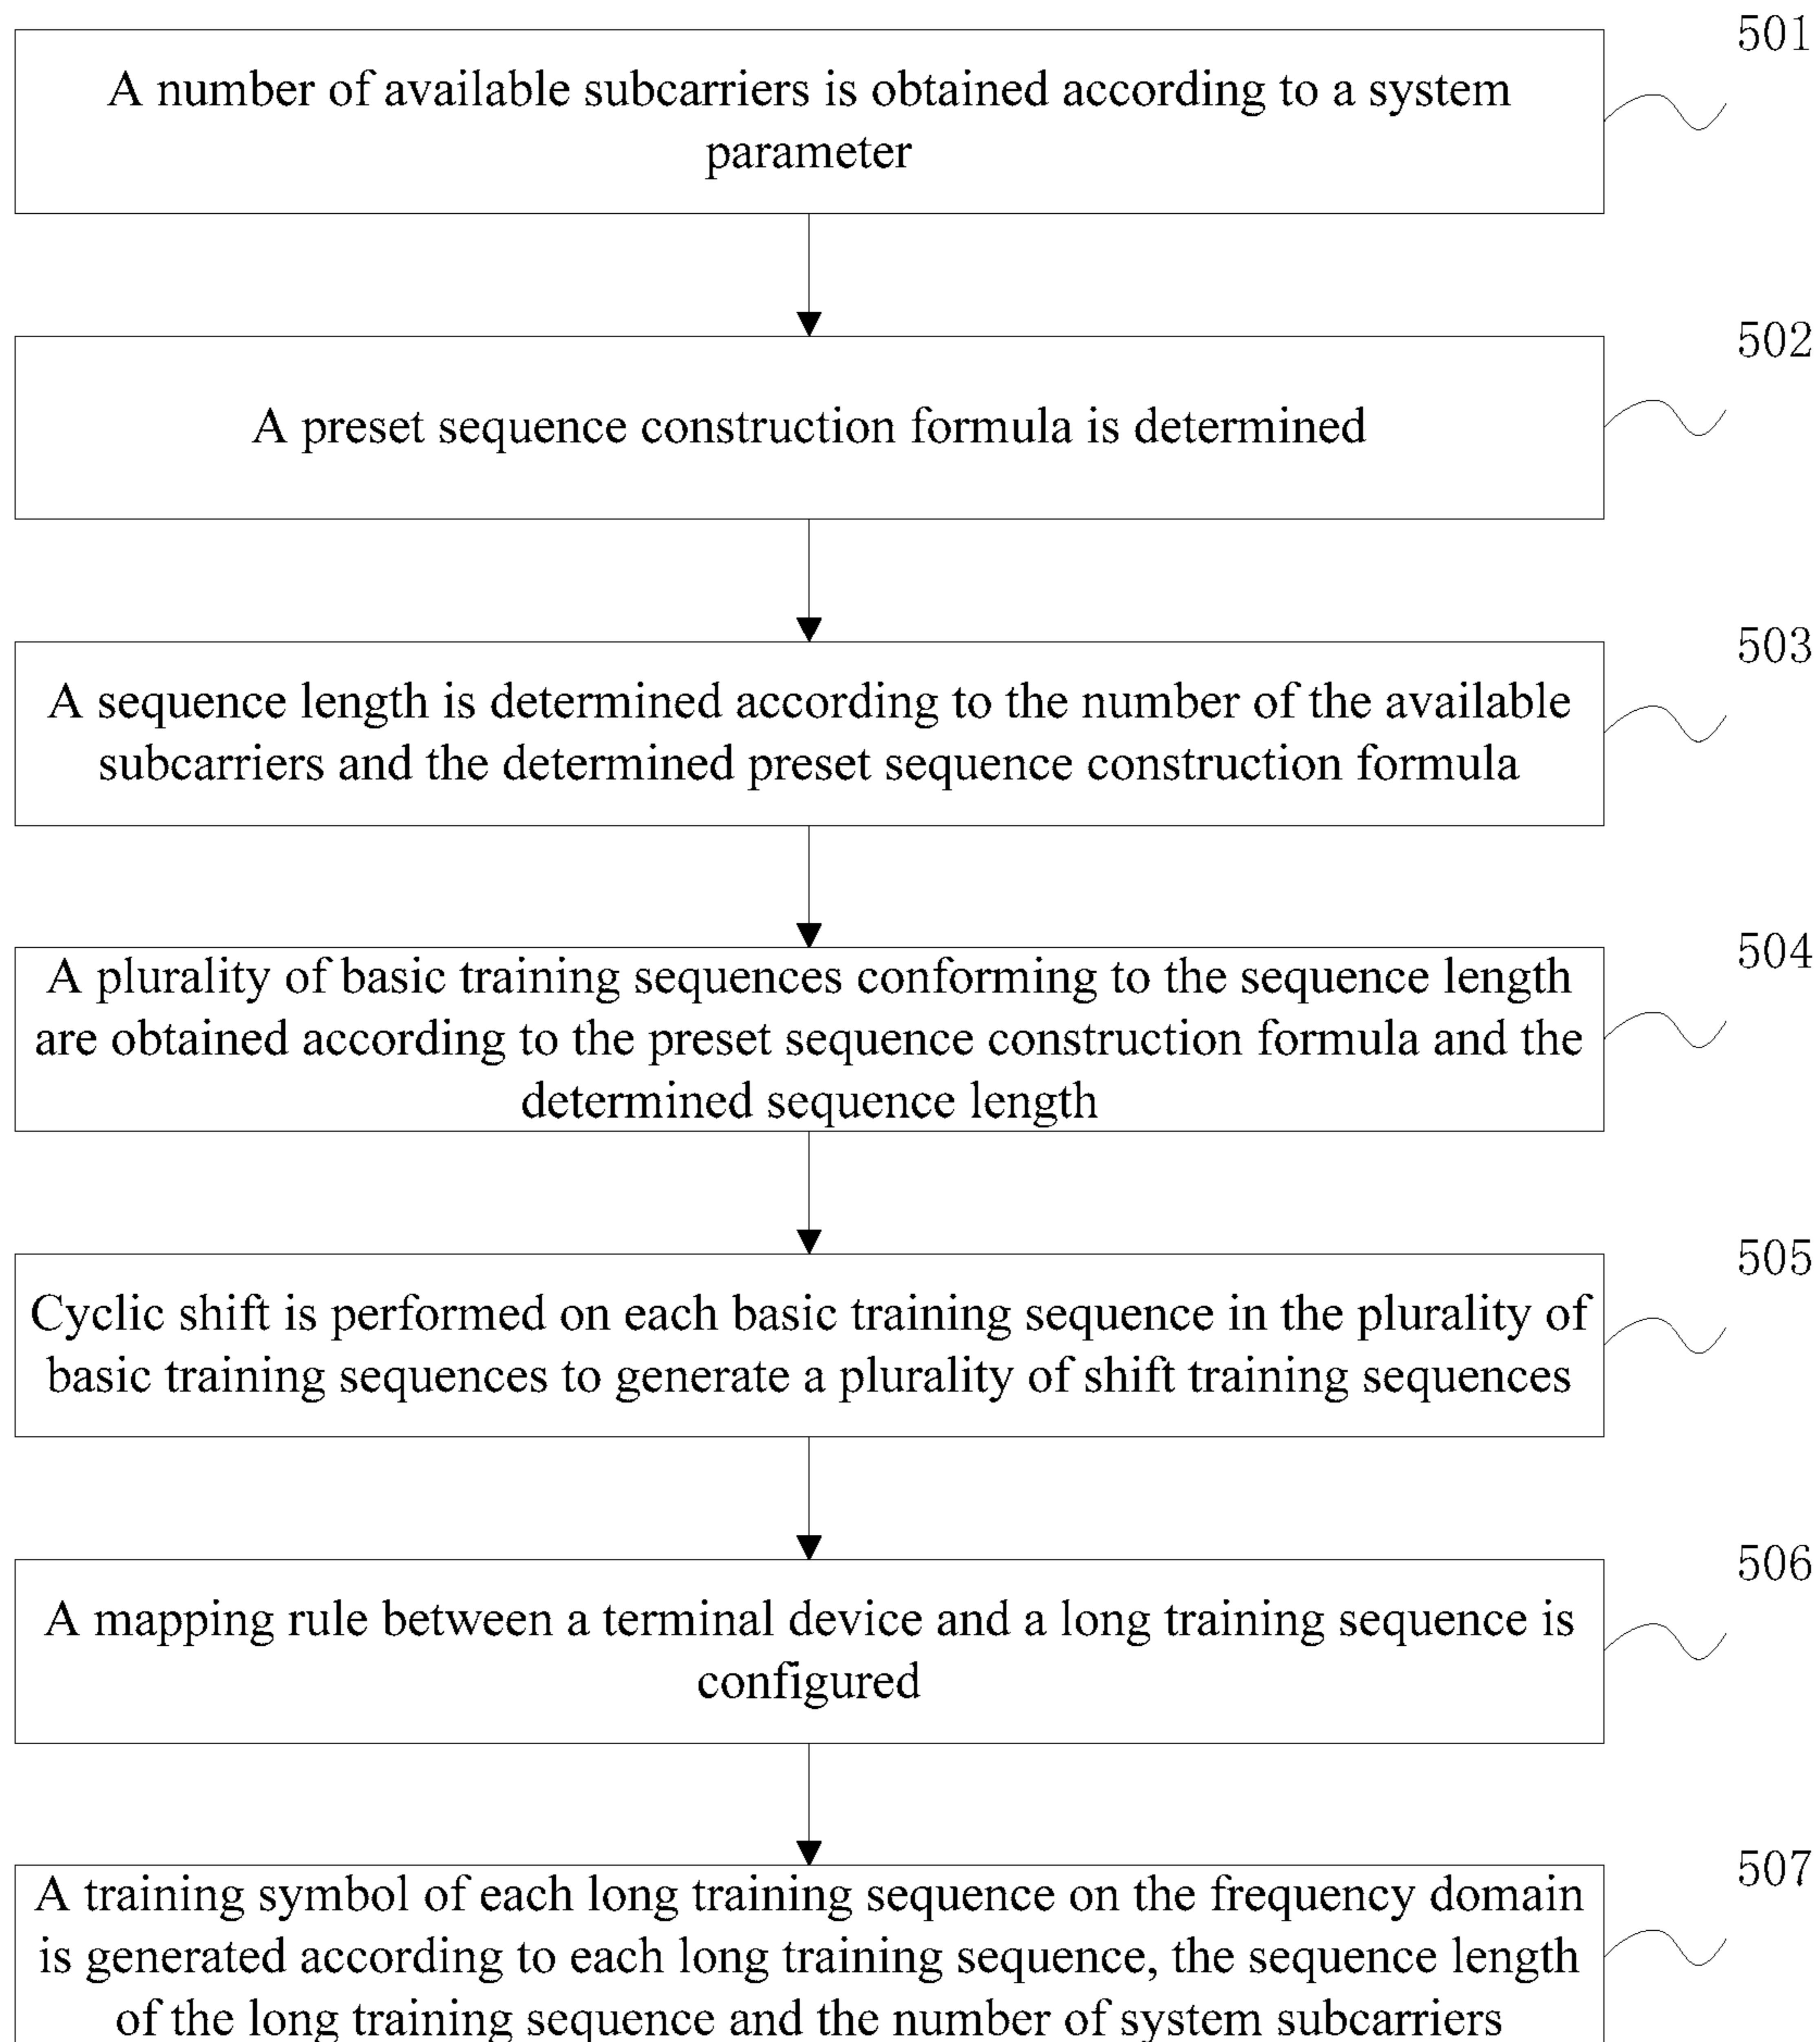 501
A number of available subcarriers is obtained according to a system
parameter
502
A preset sequence construction formula is determined
503
A sequence length is determined according to the number of the available
subcarriers and the determined preset sequence construction formula
504
A plurality of basic training sequences conforming to the sequence length
are obtained according to the preset sequence construction formula and the
determined sequence length
505
Cyclic shift is performed on each basic training sequence in the plurality of
basic training sequences to generate a plurality of shift training sequences
506
A mapping rule between a terminal device and a long training sequence is
configured
507
A training symbol of each long training sequence on the frequency domain
is generated according to each long training sequence, the sequence length
of the long training sequence and the number of system subcarriers